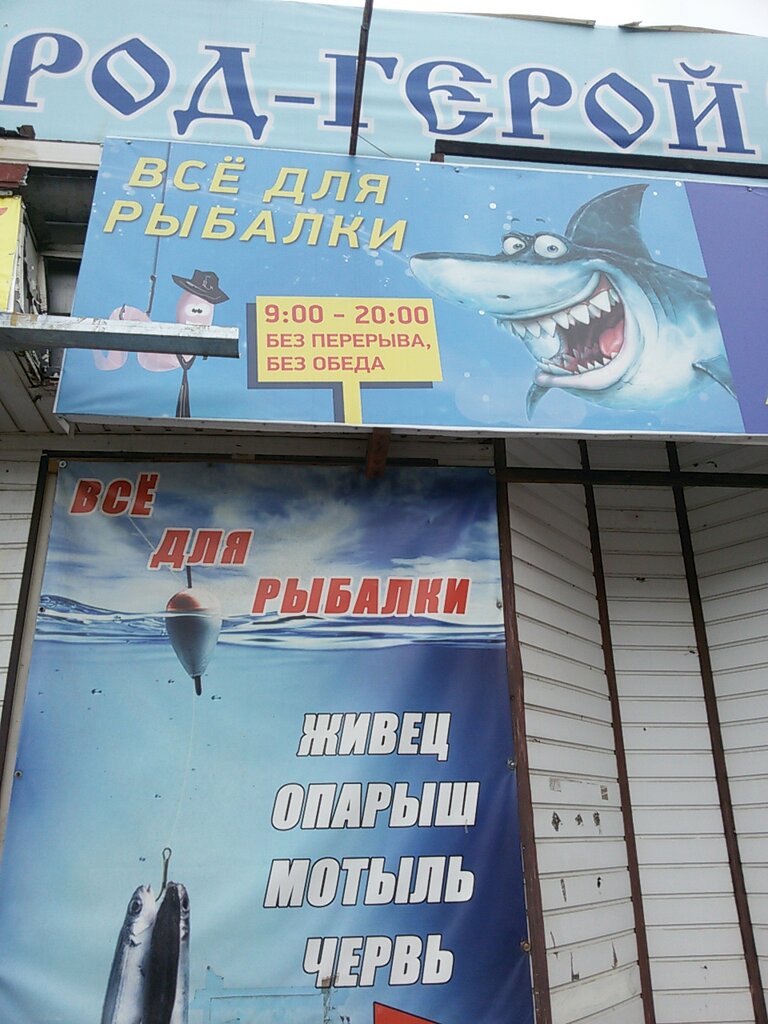 РОД-ГЕРОЙ
ВСЁ ДЛЯ
РЫБАЛКИ
9:00 - 20:00
БЕЗ ПЕРЕРЫВА,
БЕЗ ОБЕДА
ВСЁ
ДЛЯ
РЫБАЛКИ
ЖИВЕЦ
ОПАРЫШ
МОТЫЛЬ
ЧЕРВЬ